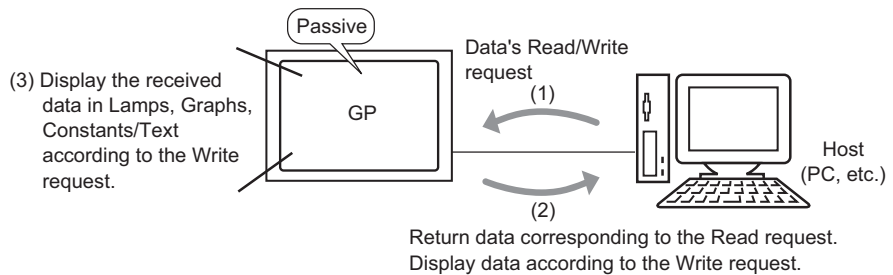 Passive
Data's Read/Write
request
(1)
(3) Display the received
data in Lamps, Graphs,
Constants/Text
according to the Write
request.
GP
Host
(PC, etc.)
(2)
Return data corresponding to the Read request.
Display data according to the Write request.